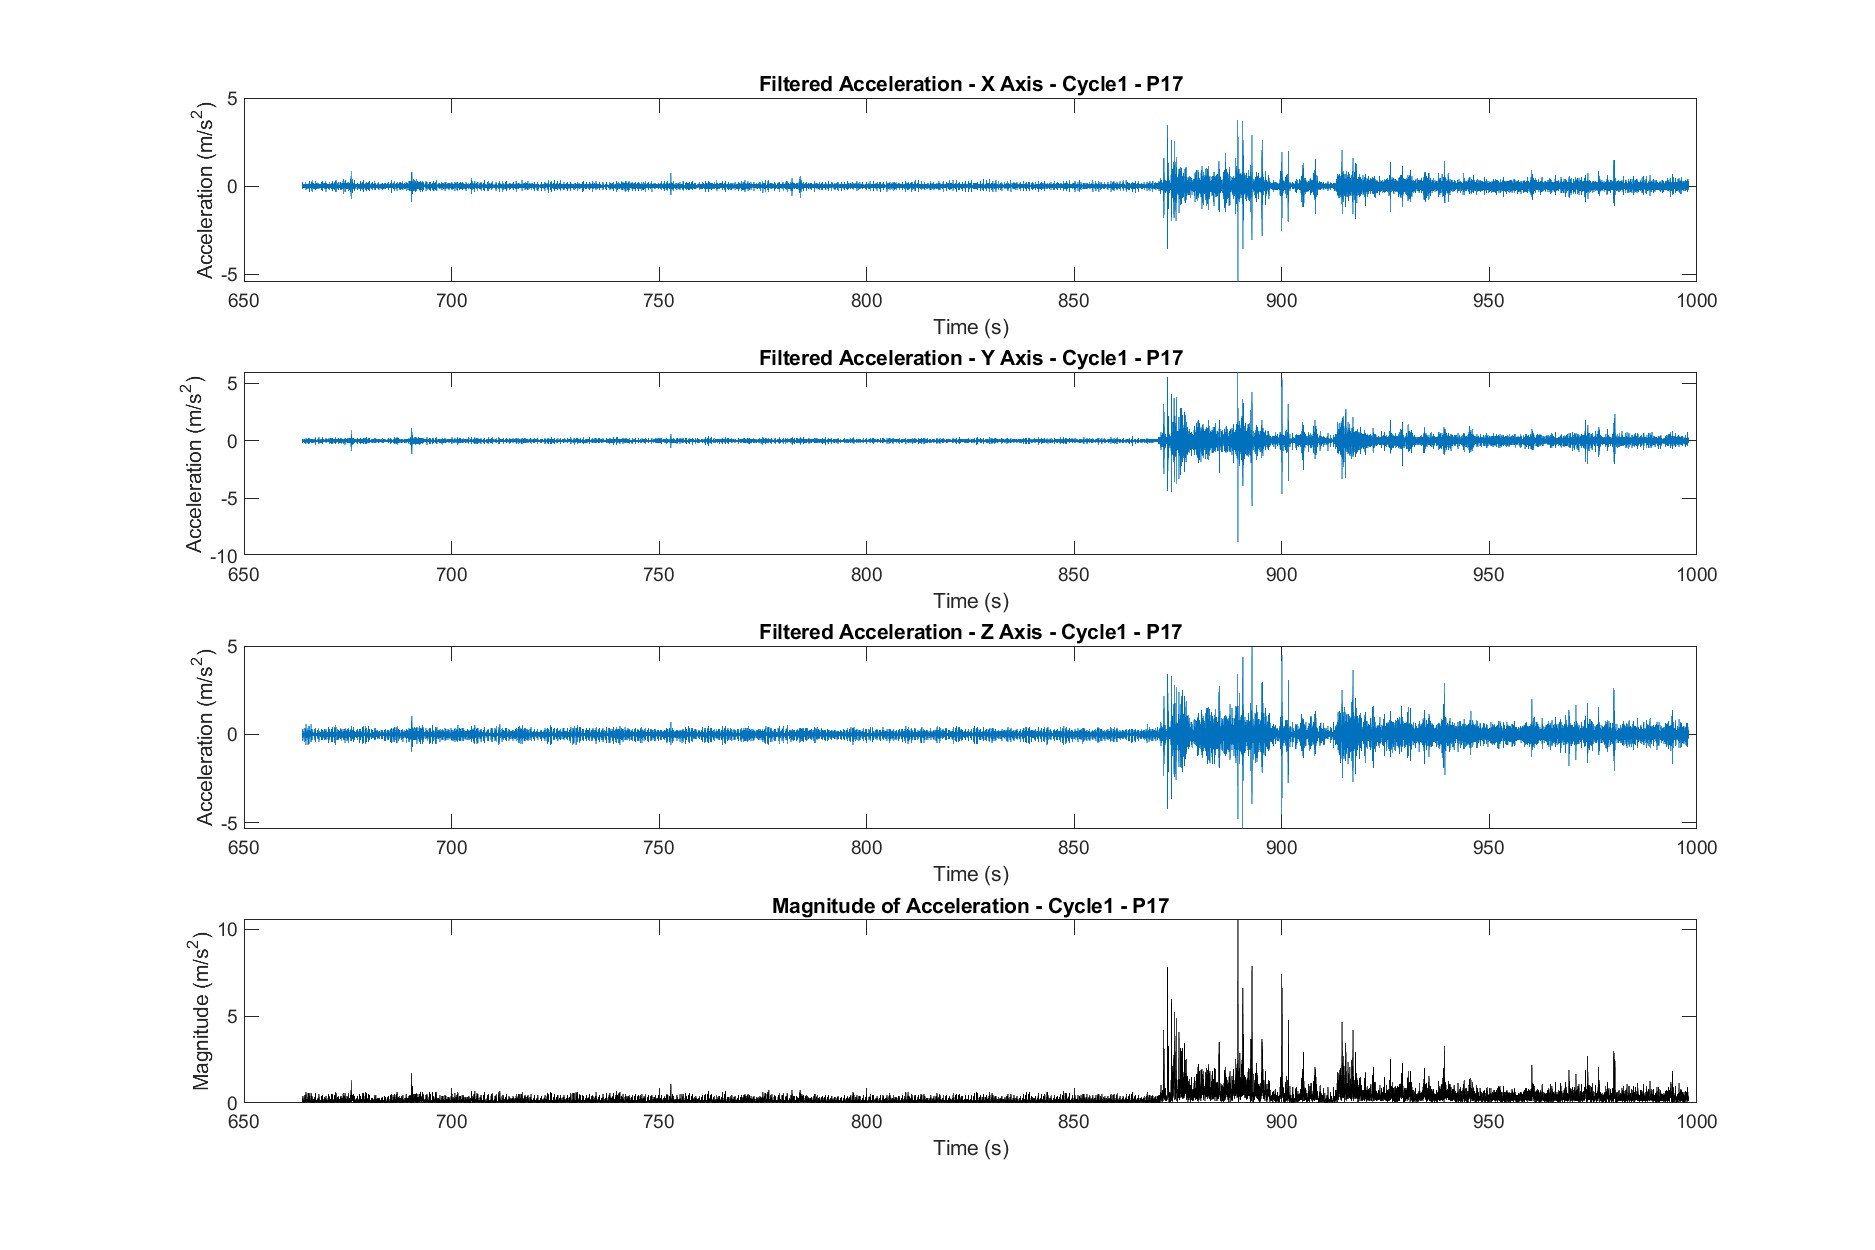 Filtered Acceleration - X Axis - Cycle1 - P17
Acceleration (m/s²)
5
0
-5
650 700 750 800 850 900 950 1000
Time (s)
Filtered Acceleration - Y Axis - Cycle1 - P17
Acceleration (m/s²)
5
0
-5
-10
650 700 750 800 850 900 950 1000
Time (s)
Filtered Acceleration - Z Axis - Cycle1 - P17
Acceleration (m/s²)
5
0
-5
650 700 750 800 850 900 950 1000
Time (s)
Magnitude of Acceleration - Cycle1 - P17
Magnitude (m/s²)
10
5
0
650 700 750 800 850 900 950 1000
Time (s)